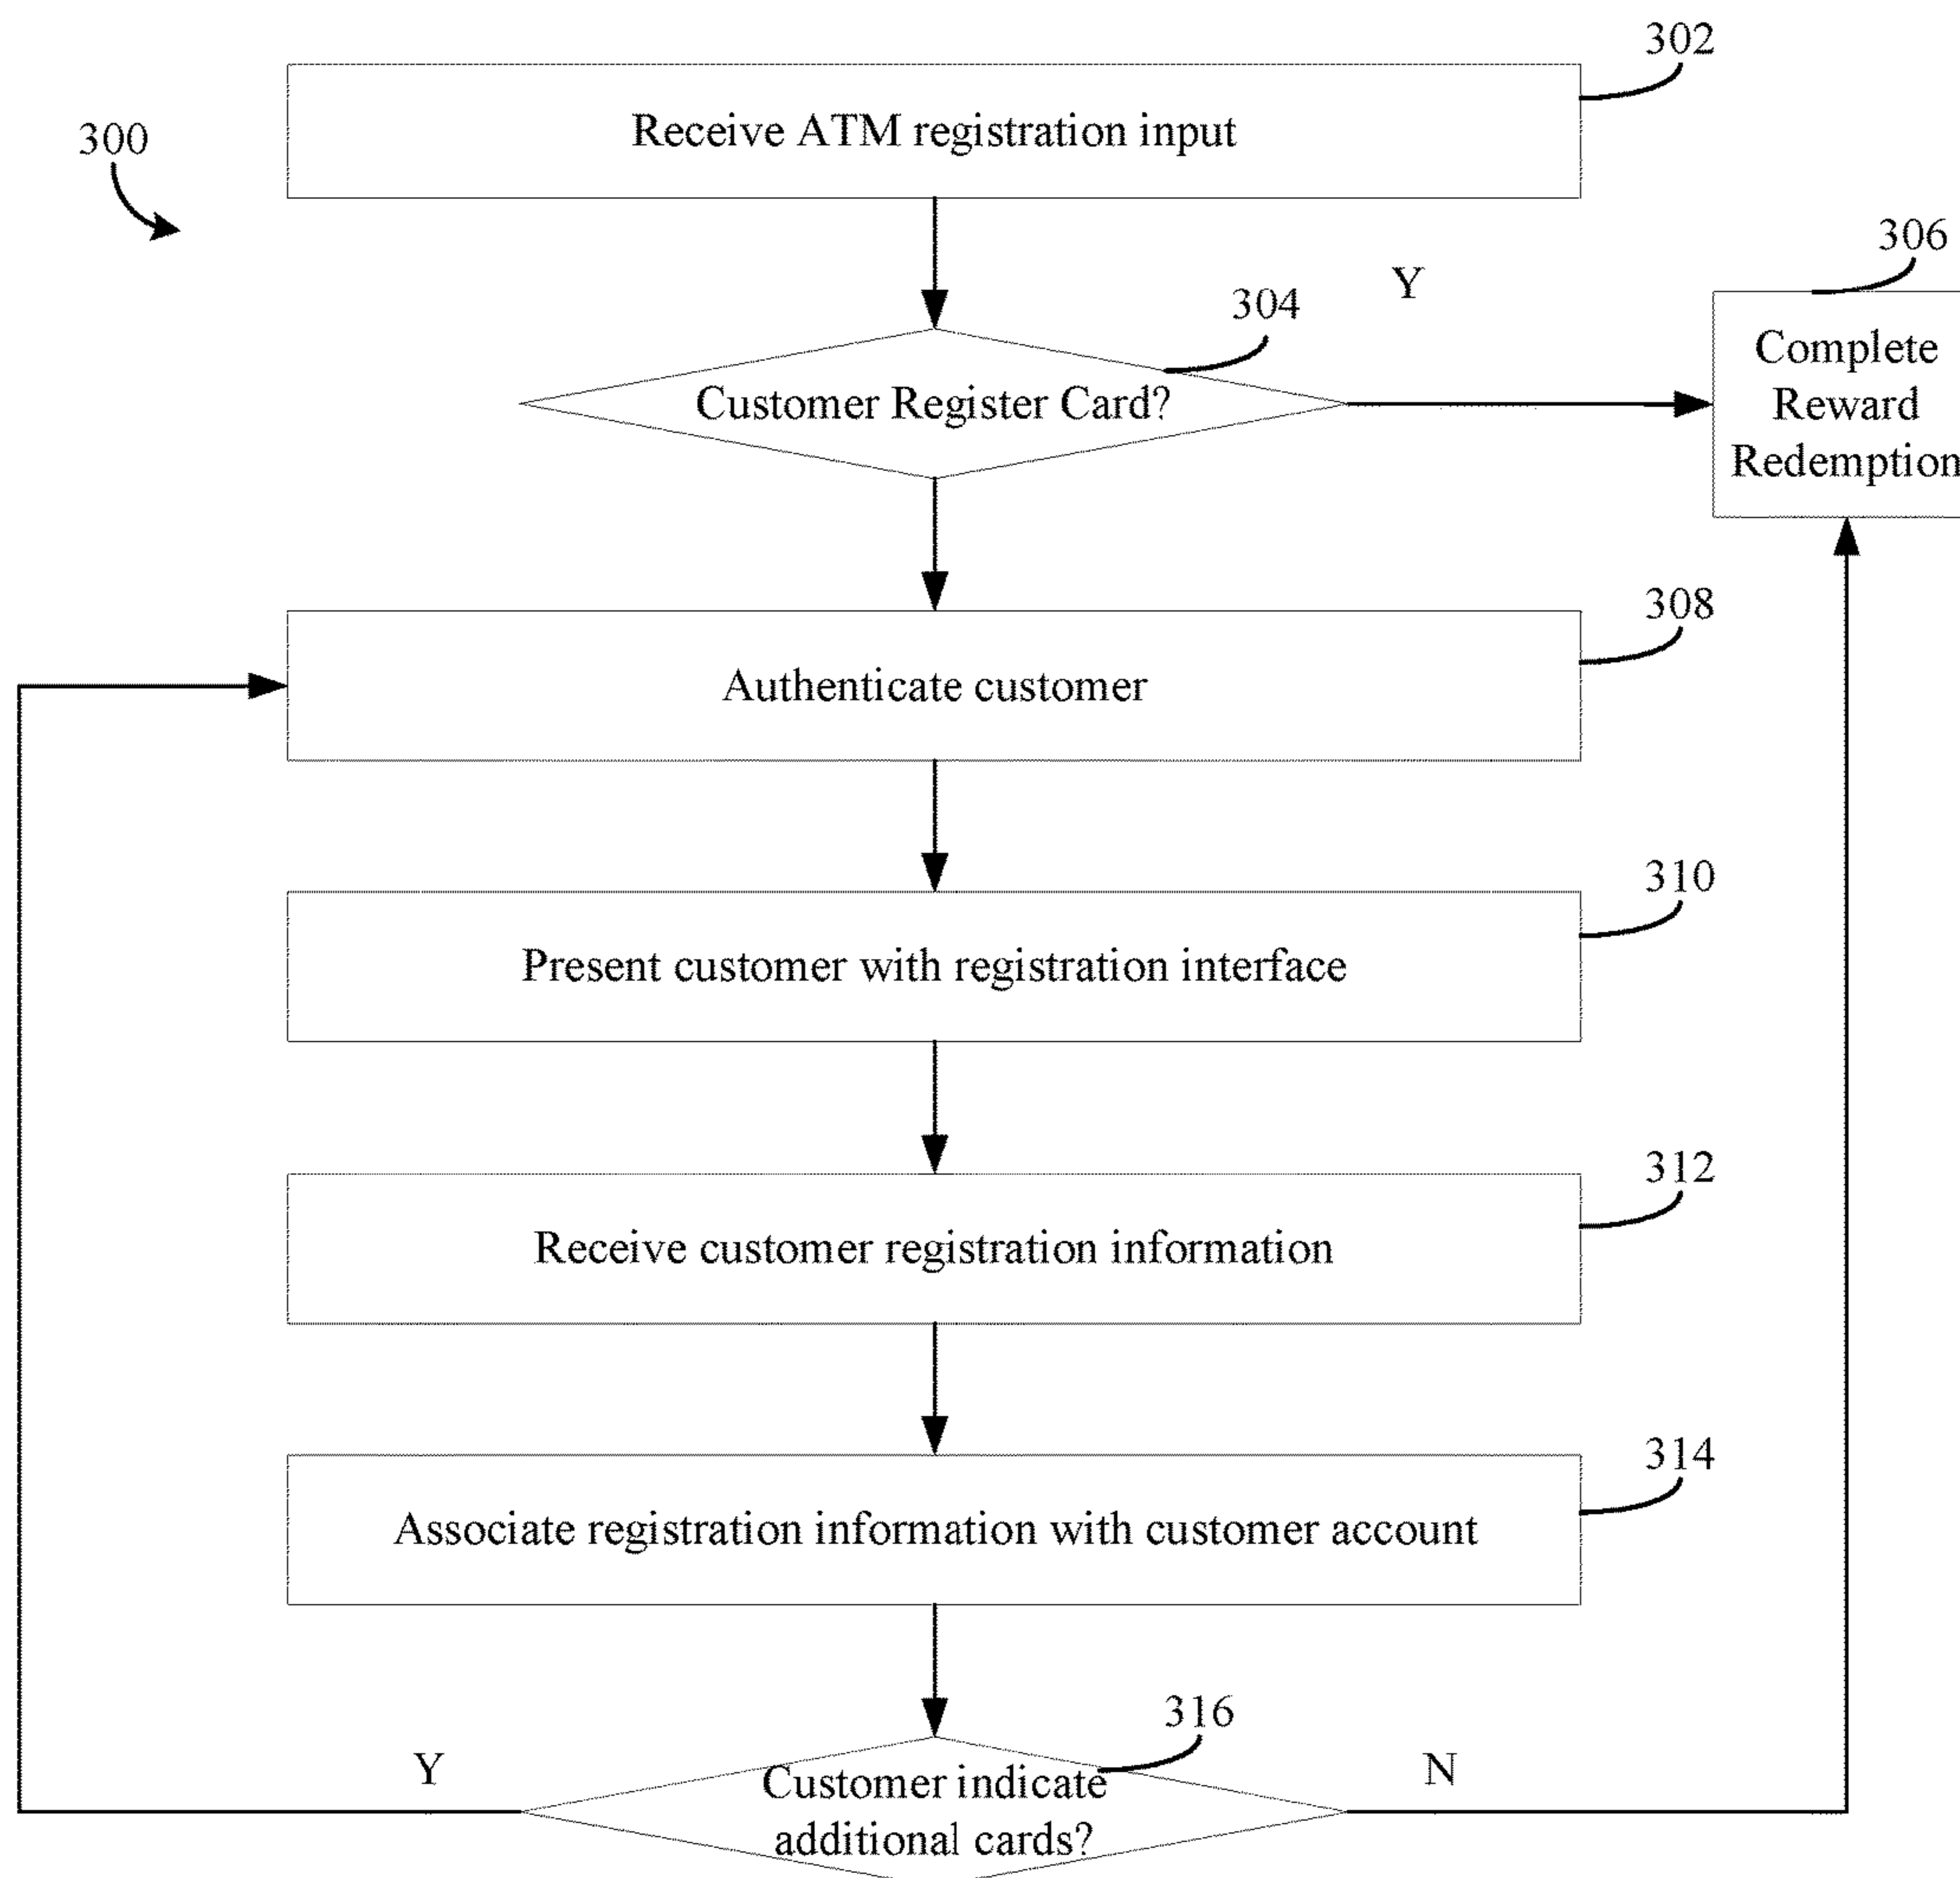 302
Receive ATM registration input
300
306
Y
304
Complete
Reward
Redemption
Customer Register Card?
308
Authenticate customer
310
Present customer with registration interface
312
Receive customer registration information
314
Associate registration information with customer account
316
Y
N
Customer indicate
additional cards?